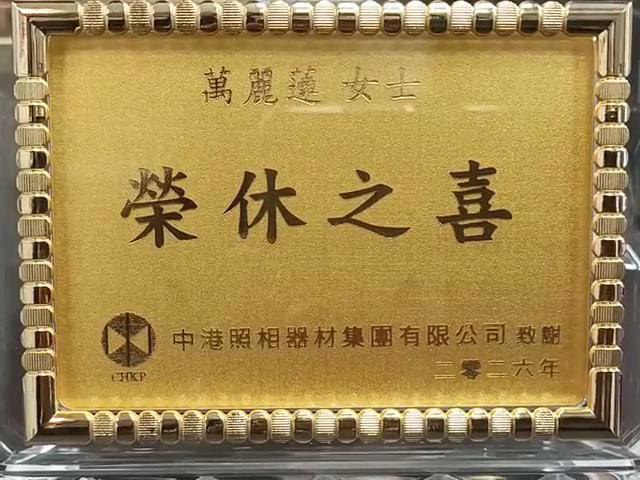 萬麗蓮 女士
榮休之喜
中港照相器材集團有限公司 致謝
CHKP
二零二六年